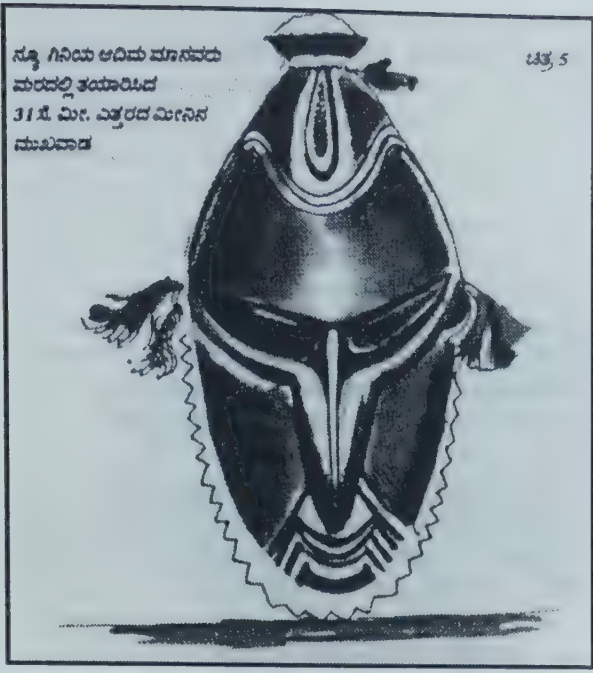 ನ್ಯೂ ಗಿನಿಯ ಆದಿಮ ಮಾನವರು
ಮರದಲ್ಲಿ ತಯಾರಿಸಿದ
31 ಸೆ. ಮೀ. ಎತ್ತರದ ಮೀನಿನ
ಮುಖವಾಡ
ಚಿತ್ರ 5